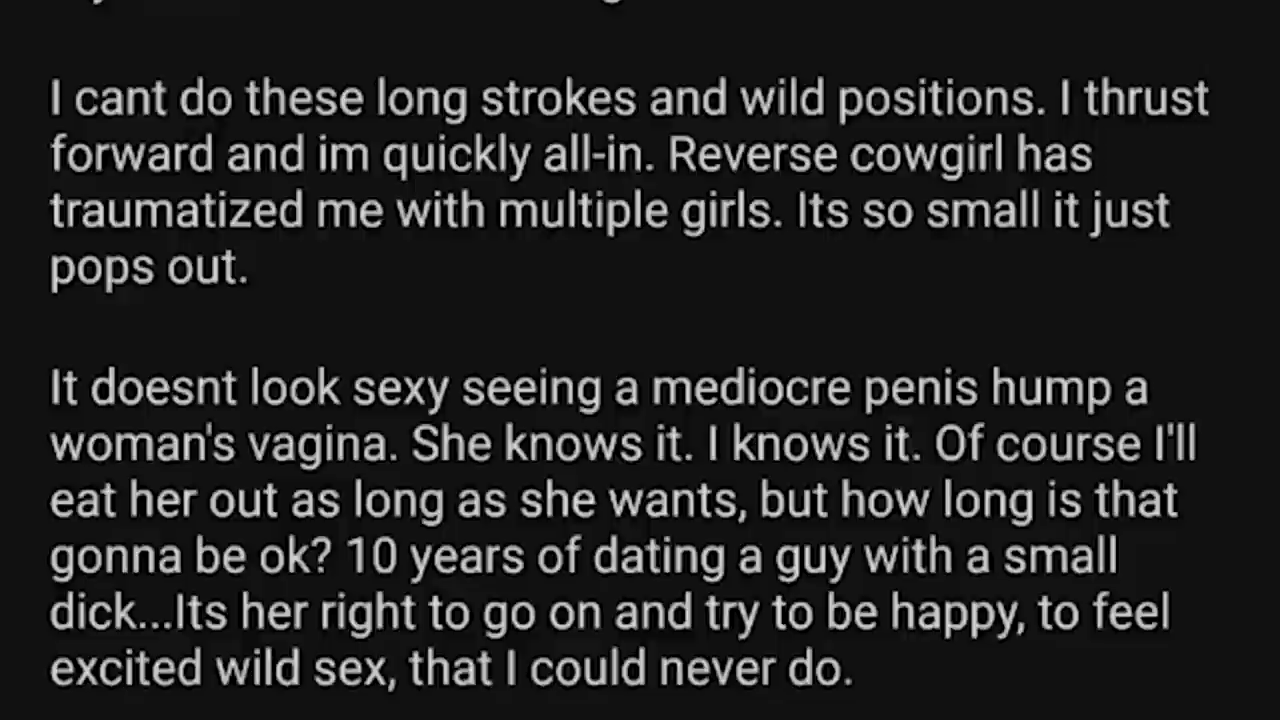 I cant do these long strokes and wild positions. I thrust
forward and im quickly all-in. Reverse cowgirl has
traumatized me with multiple girls. Its so small it just
pops out.
It doesnt look sexy seeing a mediocre penis hump a
woman's vagina. She knows it. I knows it. Of course I'll
eat her out as long as she wants, but how long is that
gonna be ok? 10 years of dating a guy with a small
dick...Its her right to go on and try to be happy, to feel
excited wild sex, that I could never do.